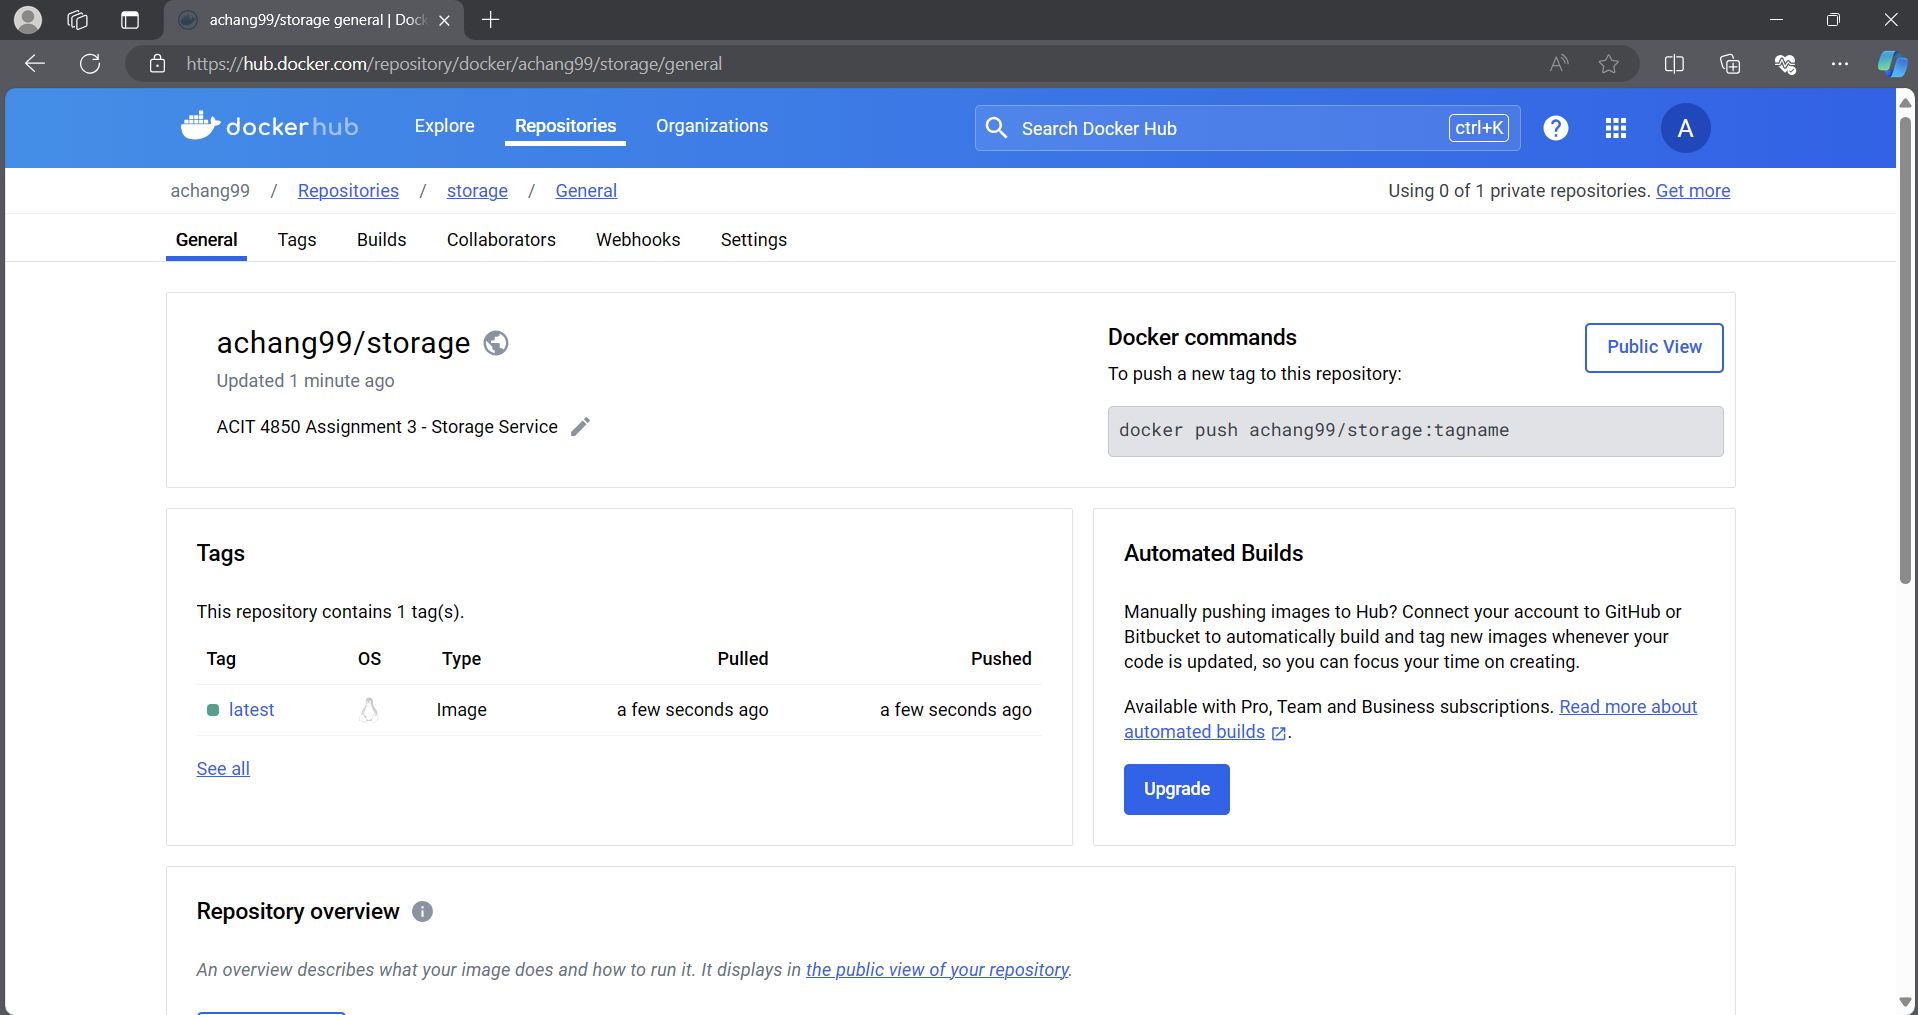 achang99/storage general | Doc
https://hub.docker.com/repository/docker/achang99/storage/general
dockerhub
Explore
Repositories
Organizations
Search Docker Hub
ctrl+K
?
A
achang99 / Repositories / storage / General
Using 0 of 1 private repositories. Get more
General
Tags
Builds
Collaborators
Webhooks
Settings
achang99/storage
Updated 1 minute ago
ACIT 4850 Assignment 3 - Storage Service
Docker commands
Public View
To push a new tag to this repository:
docker push achang99/storage:tagname
Tags
This repository contains 1 tag(s).
Tag OS Type Pulled Pushed
latest Image a few seconds ago a few seconds ago
See all
Automated Builds
Manually pushing images to Hub? Connect your account to GitHub or
Bitbucket to automatically build and tag new images whenever your
code is updated, so you can focus your time on creating.
Available with Pro, Team and Business subscriptions. Read more about
automated builds .
Upgrade
Repository overview
An overview describes what your image does and how to run it. It displays in the public view of your repository.